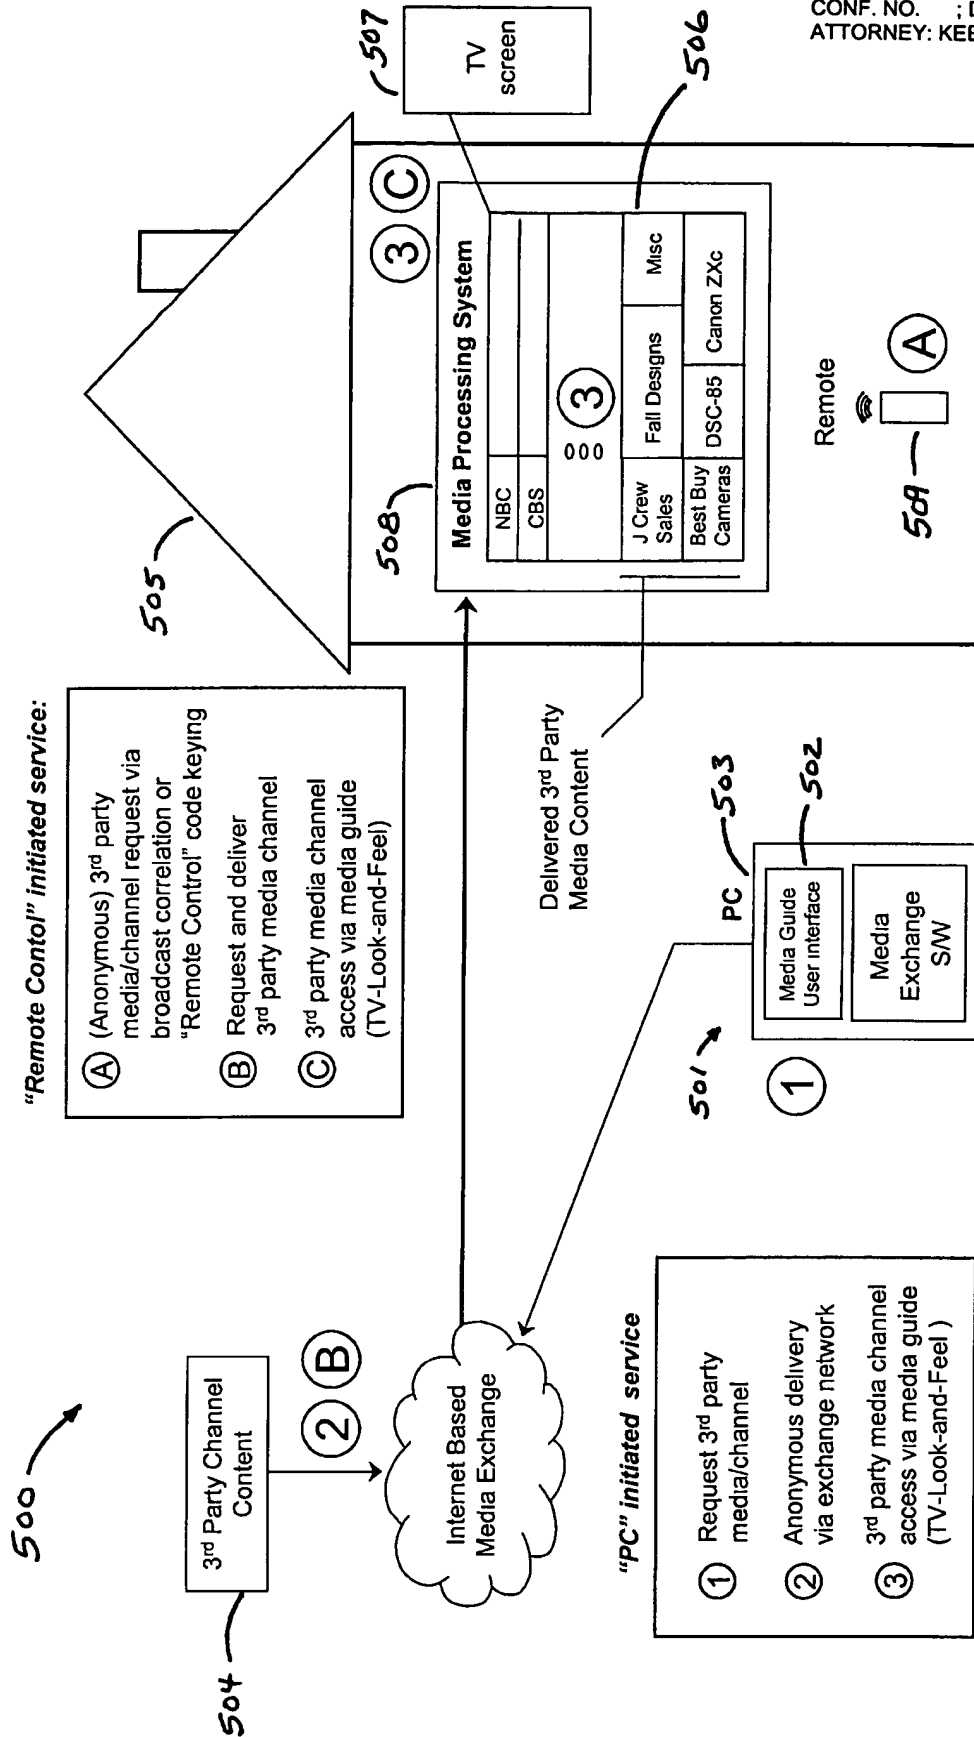 CONF. NO. ; D
ATTORNEY: KEE
500
504
3rd Party Channel
Content
2 B
Internet Based
Media Exchange
"Remote Contol" initiated service:
A (Anonymous) 3rd party
media/channel request via
broadcast correlation or
"Remote Control" code keying
B Request and deliver
3rd party media channel
C 3rd party media channel
access via media guide
(TV-Look-and-Feel)
"PC" initiated service
1 Request 3rd party
media/channel
2 Anonymous delivery
via exchange network
3 3rd party media channel
access via media guide
(TV-Look-and-Feel )
505
3 C
507
TV
screen
508
Media Processing System
NBC
CBS
000
3
J Crew
Sales
Fall Designs
Misc
Best Buy
Cameras
DSC-85
Canon ZXc
506
Delivered 3rd Party
Media Content
Remote
509
A
501
1
PC
503
Media Guide
User interface
502
Media
Exchange
S/W